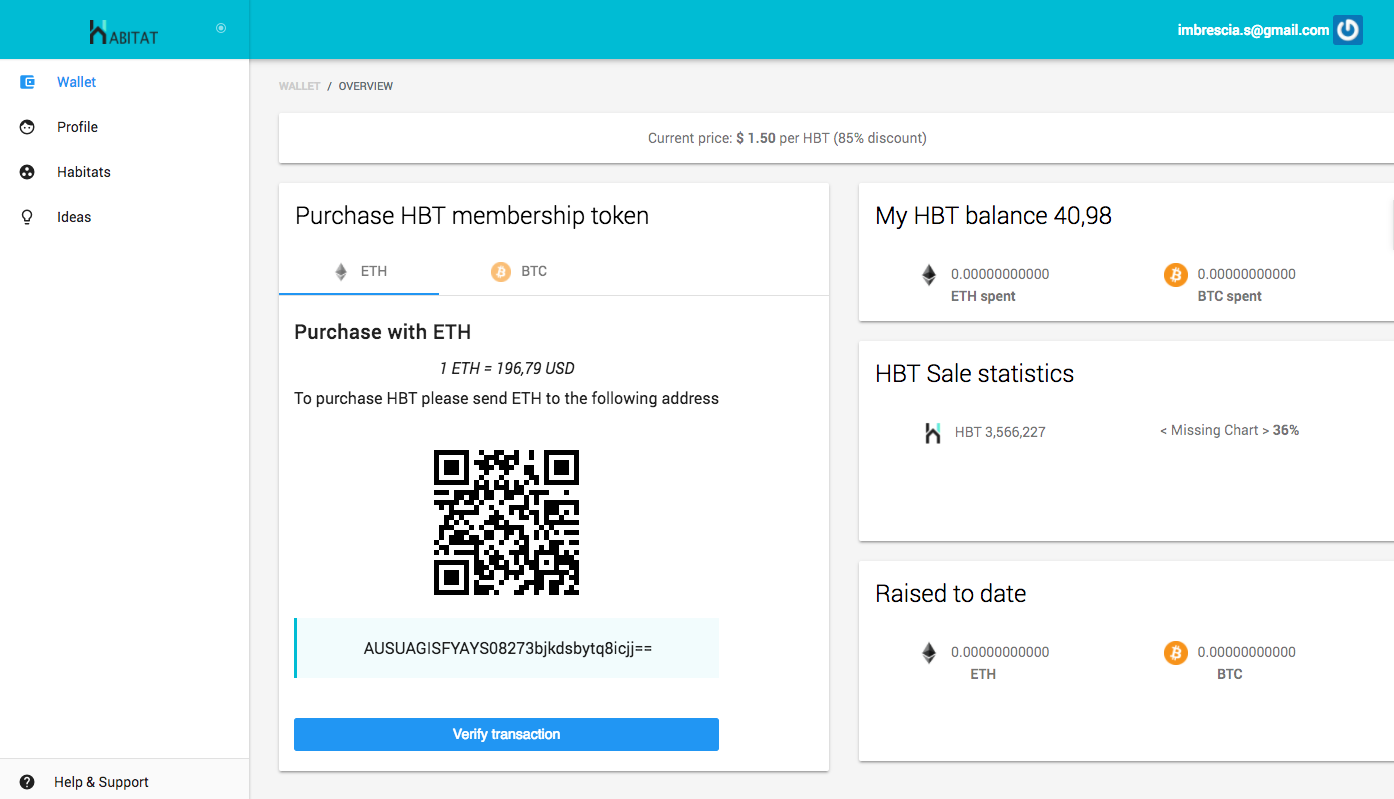 HABITAT
imbrescia.s@gmail.com
Wallet
Profile
Habitats
Ideas
Help & Support
WALLET / OVERVIEW
Current price: $ 1.50 per HBT (85% discount)
Purchase HBT membership token
ETH
BTC
Purchase with ETH
1 ETH = 196,79 USD
To purchase HBT please send ETH to the following address
AUSUAGISFYAYS08273bjkdsbytq8icjj==
Verify transaction
My HBT balance 40,98
0.00000000000
ETH spent
0.00000000000
BTC spent
HBT Sale statistics
HBT 3,566,227
< Missing Chart > 36%
Raised to date
0.00000000000
ETH
0.00000000000
BTC